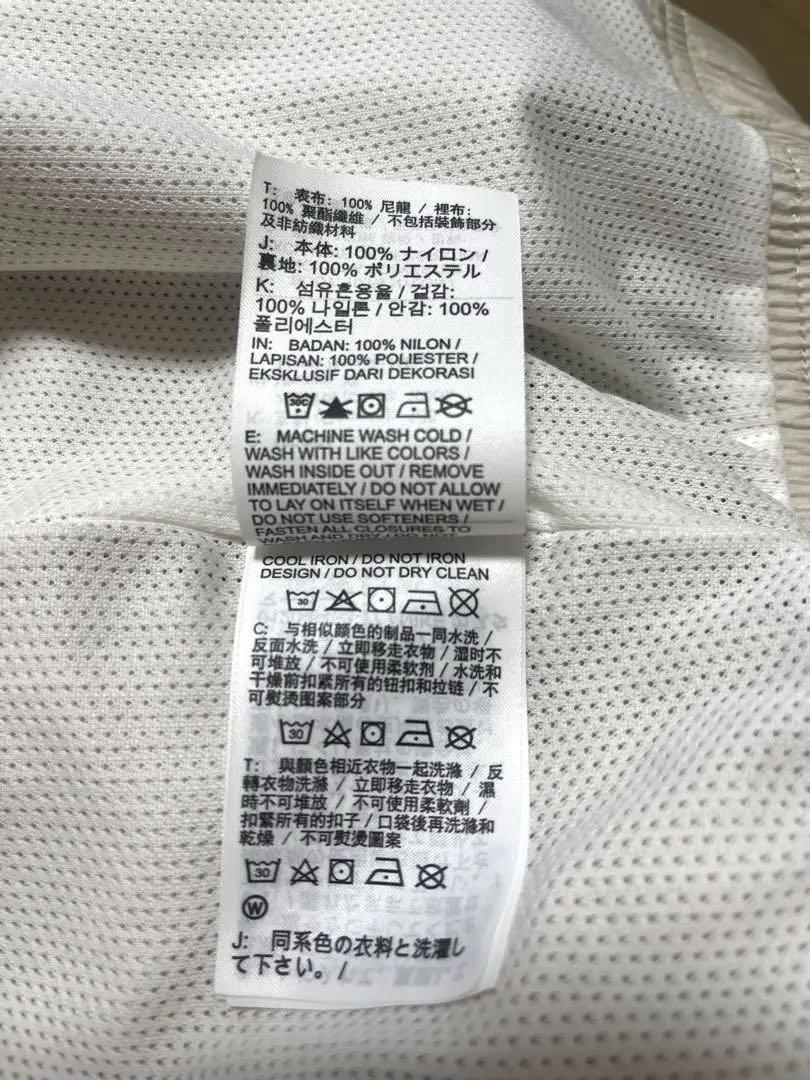 T: 表布: 100% 尼龍 / 裡布:
100% 聚酯纖維 / 不包括裝飾部分
及非紡織材料
J: 本体: 100% ナイロン /
裏地: 100% ポリエステル
K: 섬유혼용율 / 겉감:
100% 나일론 / 안감: 100%
폴리에스터
IN: BADAN: 100% NILON /
LAPISAN: 100% POLIESTER /
EKSKLUSIF DARI DEKORASI
30C
E: MACHINE WASH COLD /
WASH WITH LIKE COLORS /
WASH INSIDE OUT / REMOVE
IMMEDIATELY / DO NOT ALLOW
TO LAY ON ITSELF WHEN WET /
DO NOT USE SOFTENERS /
FASTEN ALL CLOSURES TO
WASH AND DRY / DO NOT
COOL IRON / DO NOT IRON
DESIGN / DO NOT DRY CLEAN
30
C: 与相似颜色的制品一同水洗 /
反面水洗 / 立即移走衣物 / 湿时不
可堆放 / 不可使用柔软剂 / 水洗和
干燥前扣紧所有的钮扣和拉链 / 不
可熨烫图案部分
30
T: 與顏色相近衣物一起洗滌 / 反
轉衣物洗滌 / 立即移走衣物 / 濕
時不可堆放 / 不可使用柔軟劑 /
扣緊所有的扣子 / 口袋後再洗滌和
乾燥 / 不可熨燙圖案
30
W
J: 同系色の衣料と洗濯し
て下さい。 /